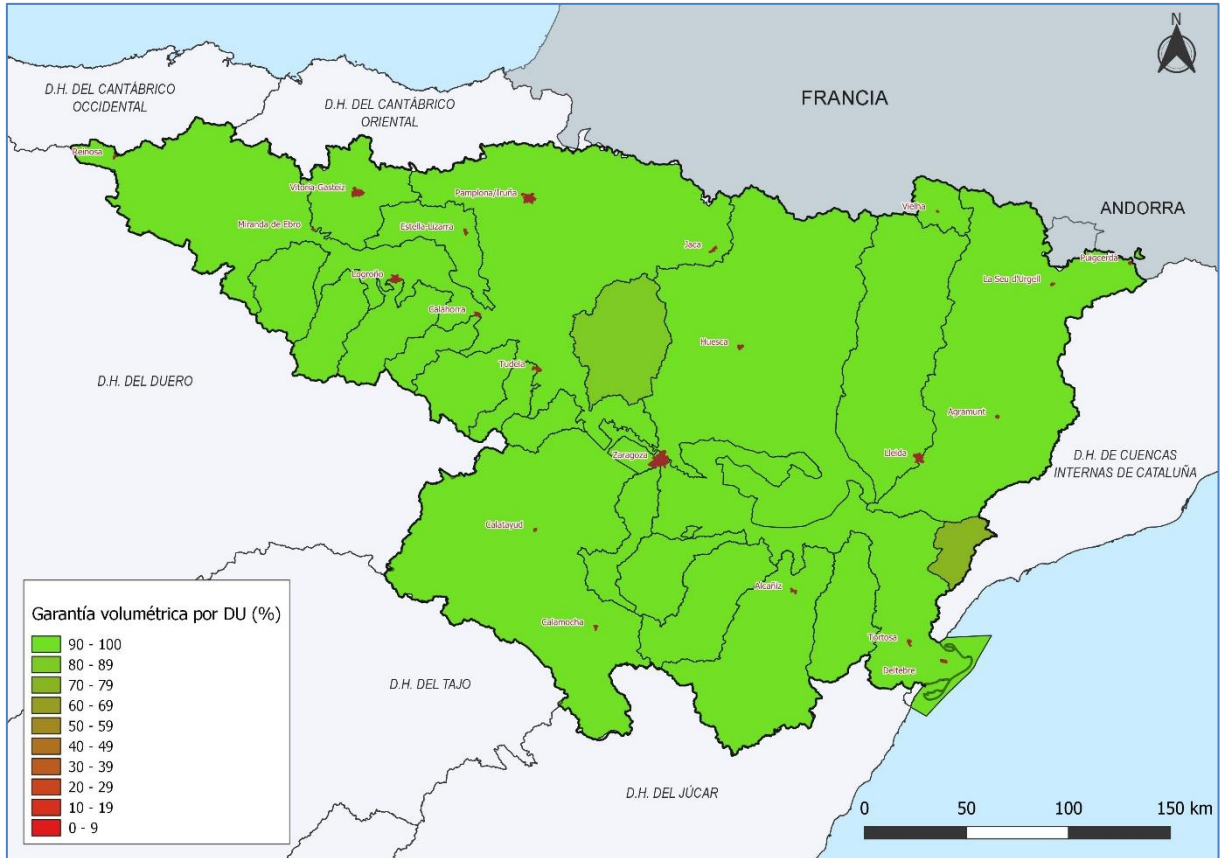 N
D.H. DEL CANTÁBRICO
OCCIDENTAL
D.H. DEL CANTÁBRICO
ORIENTAL
FRANCIA
Reinosa
Vitoria-Gasteiz
Pamplona/Iruña
Vielha
ANDORRA
Miranda de Ebro
Estella-Lizarra
Jaca
Puigcerda
La Seu d'Urgell
Logroño
Calahorra
Huesca
Tudela
D.H. DEL DUERO
Agramunt
Zaragoza
Lleida
D.H. DE CUENCAS
INTERNAS DE CATALUÑA
Calatayud
Alcañiz
Calamocha
Tortosa
Deltebre
D.H. DEL TAJO
D.H. DEL JÚCAR
Garantía volumétrica por DU (%)
90 - 100
80 - 89
70 - 79
60 - 69
50 - 59
40 - 49
30 - 39
20 - 29
10 - 19
0 - 9
0 50 100 150 km